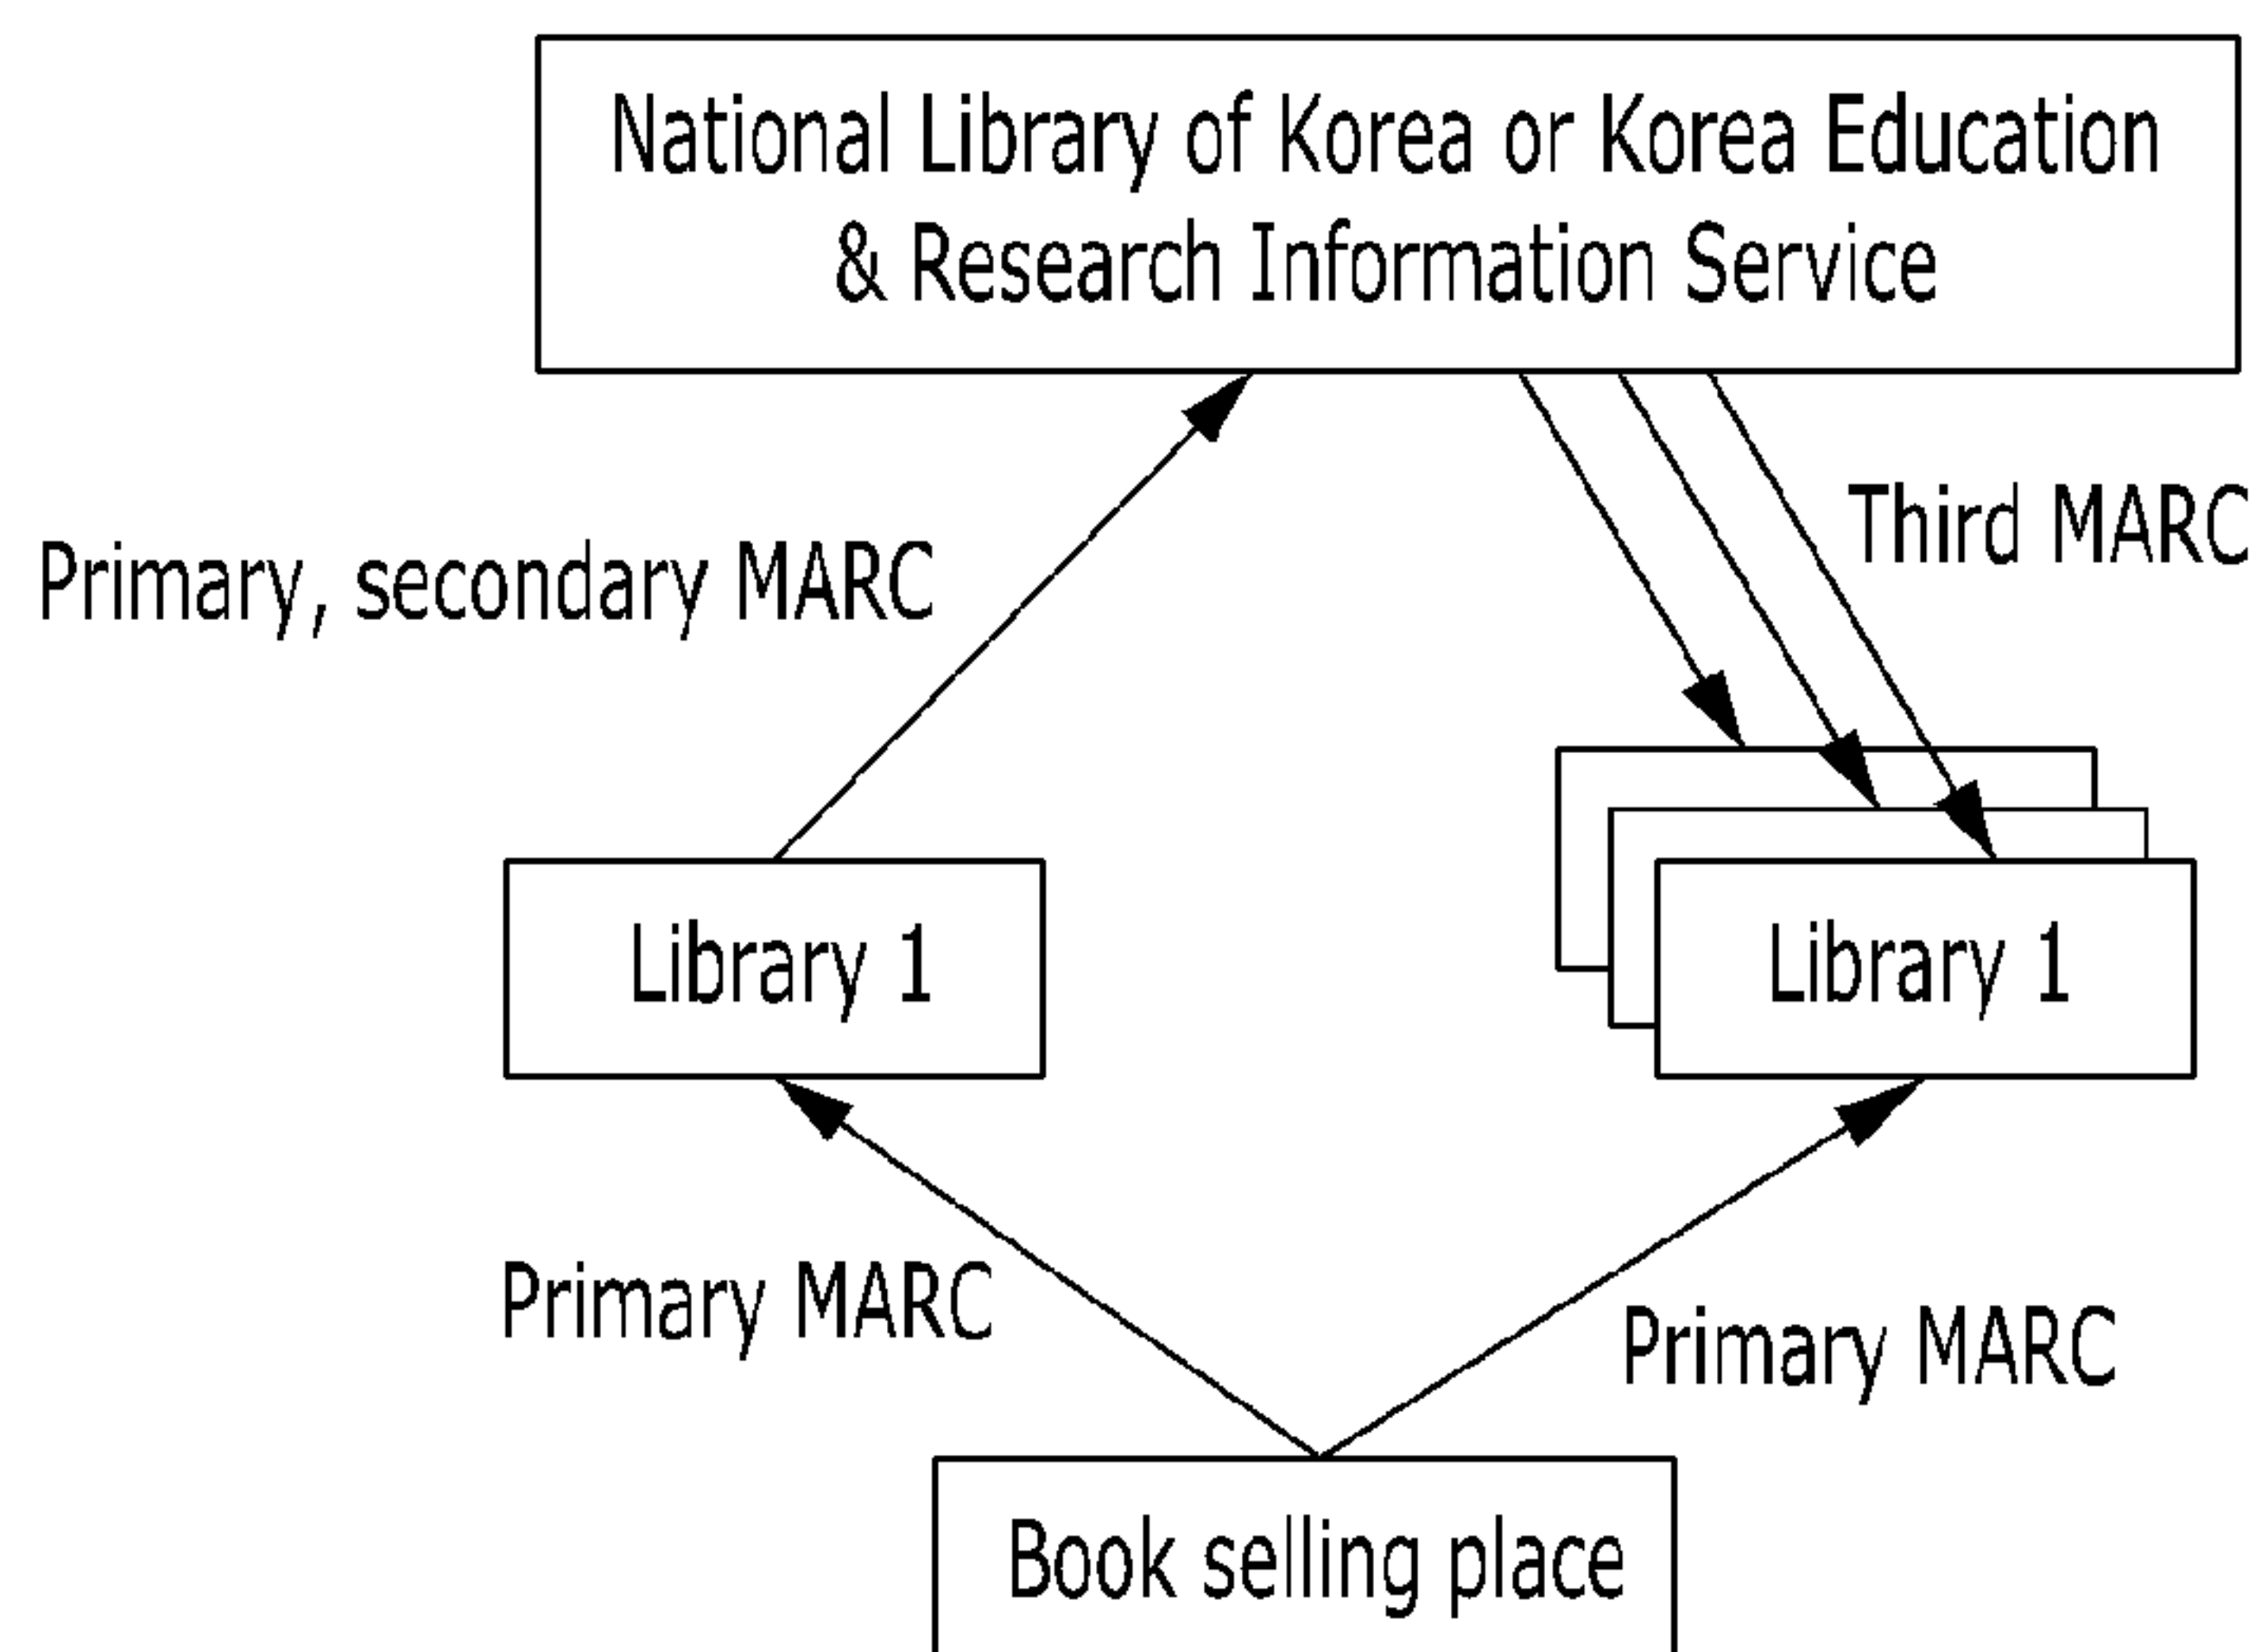 National Library of Korea or Korea Education
& Research Information Service
Third MARC
Primary, secondary MARC
Library 1
Library 1
Primary MARC
Primary MARC
Book selling place